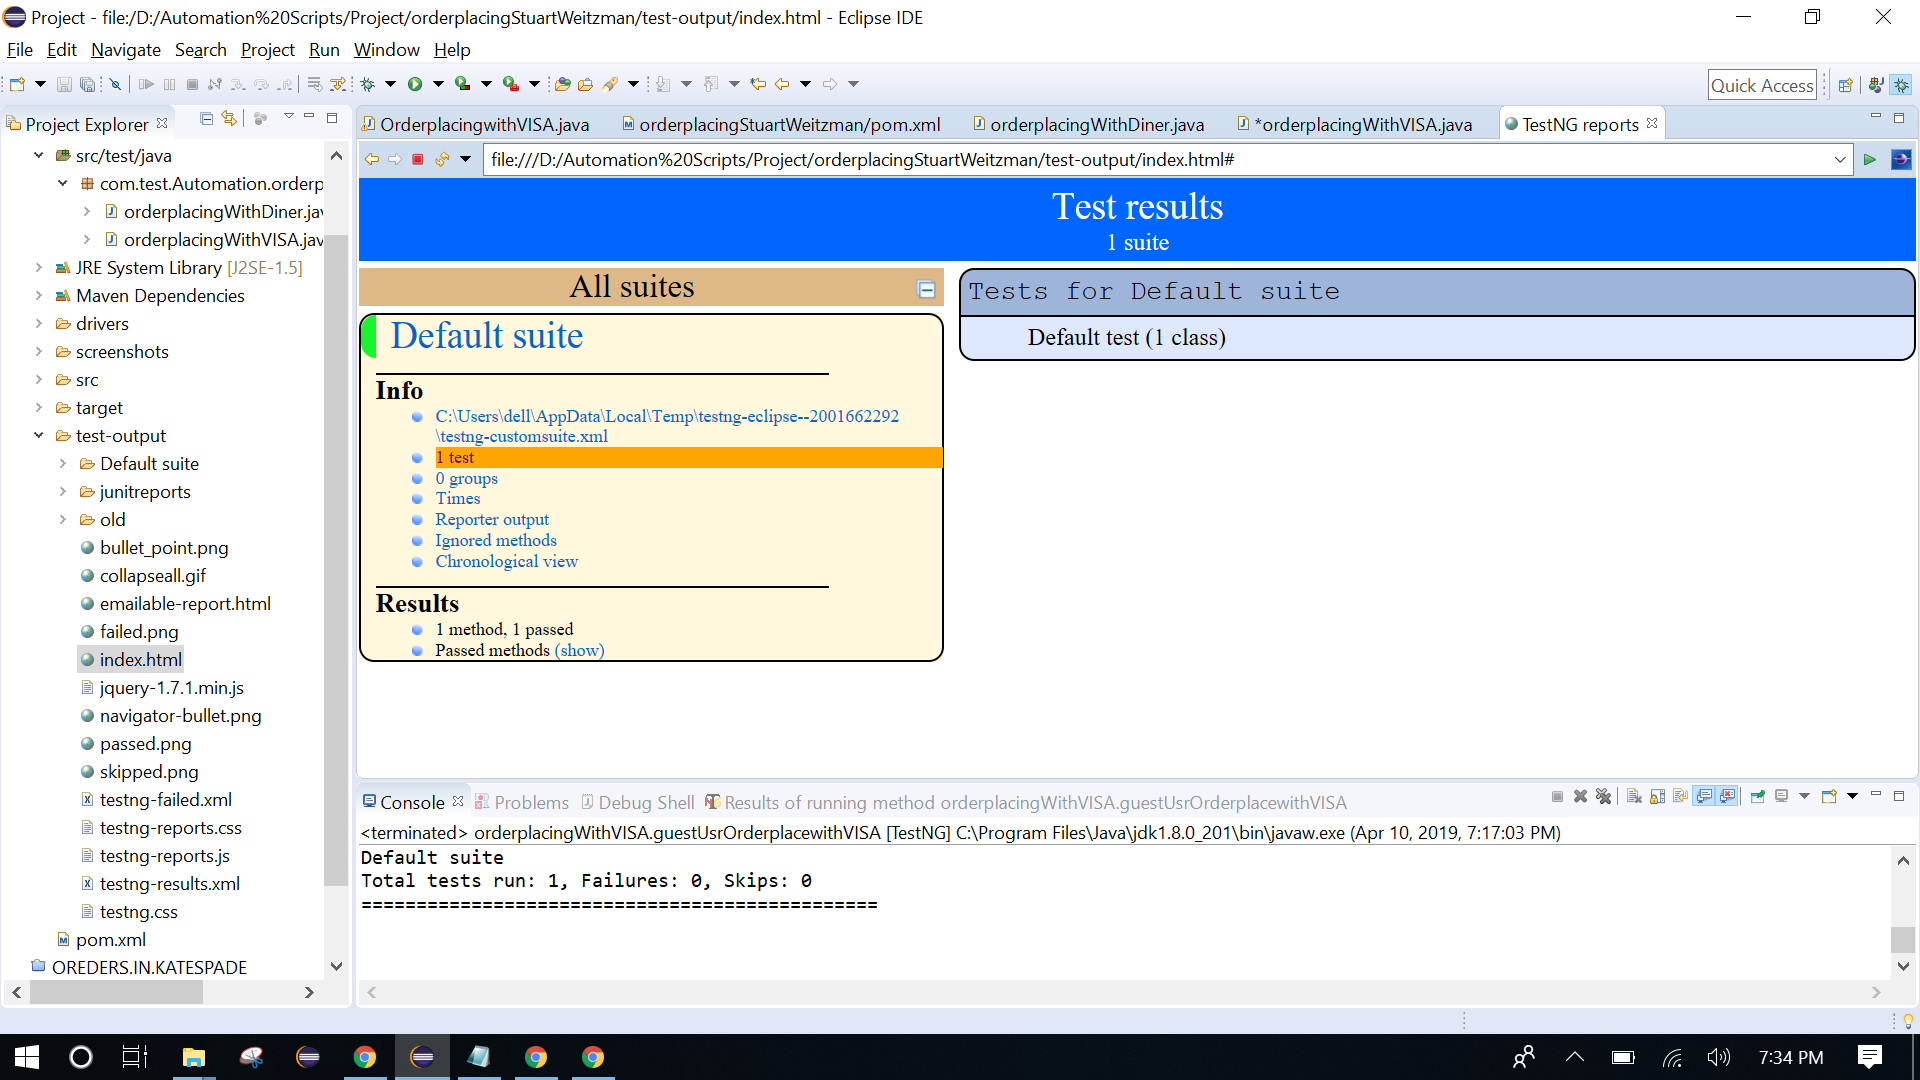 Project - file:/D:/Automation%20Scripts/Project/orderplacingStuartWeitzman/test-output/index.html - Eclipse IDE
File Edit Navigate Search Project Run Window Help
Quick Access
Project Explorer
src/test/java
com.test.Automation.orderp
orderplacingWithDiner.jav
orderplacingWithVISA.jav
JRE System Library [J2SE-1.5]
Maven Dependencies
drivers
screenshots
src
target
test-output
Default suite
junitreports
old
bullet_point.png
collapseall.gif
emailable-report.html
failed.png
index.html
jquery-1.7.1.min.js
navigator-bullet.png
passed.png
skipped.png
testng-failed.xml
testng-reports.css
testng-reports.js
testng-results.xml
testng.css
pom.xml
OREDERS.IN.KATESPADE
OrderplacingwithVISA.java orderplacingStuartWeitzman/pom.xml orderplacingWithDiner.java *orderplacingWithVISA.java TestNG reports
file:///D:/Automation%20Scripts/Project/orderplacingStuartWeitzman/test-output/index.html#
Test results
1 suite
All suites
Default suite
Info
C:\Users\dell\AppData\Local\Temp\testng-eclipse--2001662292
\testng-customsuite.xml
1 test
0 groups
Times
Reporter output
Ignored methods
Chronological view
Results
1 method, 1 passed
Passed methods (show)
Tests for Default suite
Default test (1 class)
Console Problems Debug Shell Results of running method orderplacingWithVISA.guestUsrOrderplacewithVISA
<terminated> orderplacingWithVISA.guestUsrOrderplacewithVISA [TestNG] C:\Program Files\Java\jdk1.8.0_201\bin\javaw.exe (Apr 10, 2019, 7:17:03 PM)
Default suite
Total tests run: 1, Failures: 0, Skips: 0
===============================================
7:34 PM